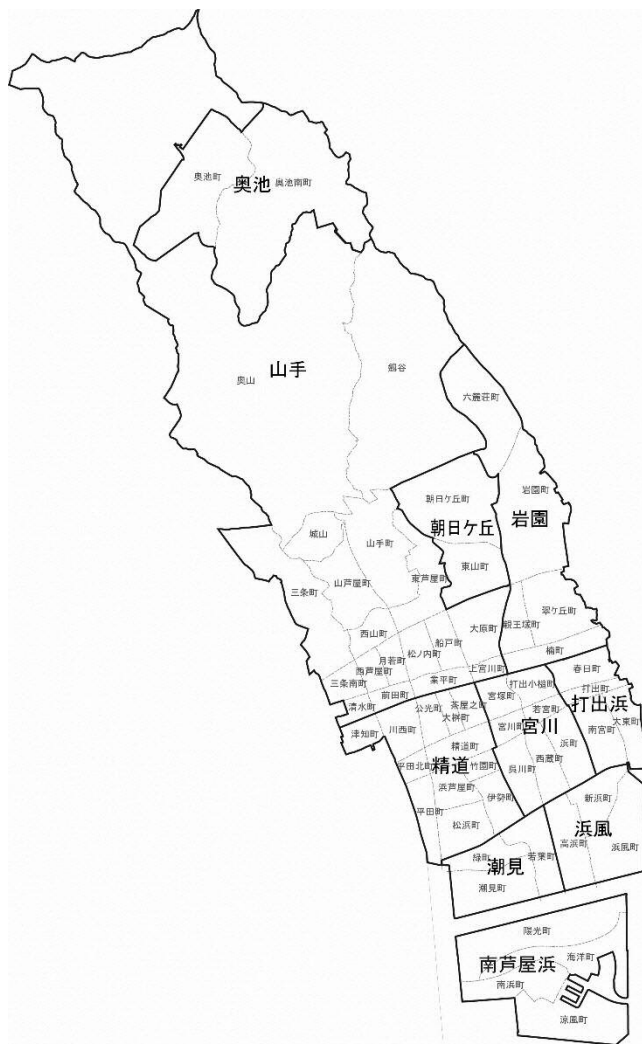 奥池町
奥池
奥池南町
山手
奥山
剱谷
六麓荘町
朝日ケ丘町
岩園町
朝日ケ丘
岩園
城山
山手町
東山町
東芦屋町
三条町
山芦屋町
翠ケ丘町
親王塚町
大原町
西山町
船戸町
松ノ内町
月若町
西芦屋町
楠町
上宮川町
春日町
三条南町
業平町
前田町
打出小槌町
打出町
清水町
公光町
茶屋之町
宮塚町
打出浜
大桝町
若宮町
大東町
津知町
川西町
宮川町
宮川
南宮町
精道町
浜町
西蔵町
平田北町
精道
竹園町
呉川町
浜芦屋町
伊勢町
新浜町
平田町
松浜町
浜風
高浜町
浜風町
緑町
潮見
若葉町
潮見町
陽光町
海洋町
南芦屋浜
南浜町
涼風町